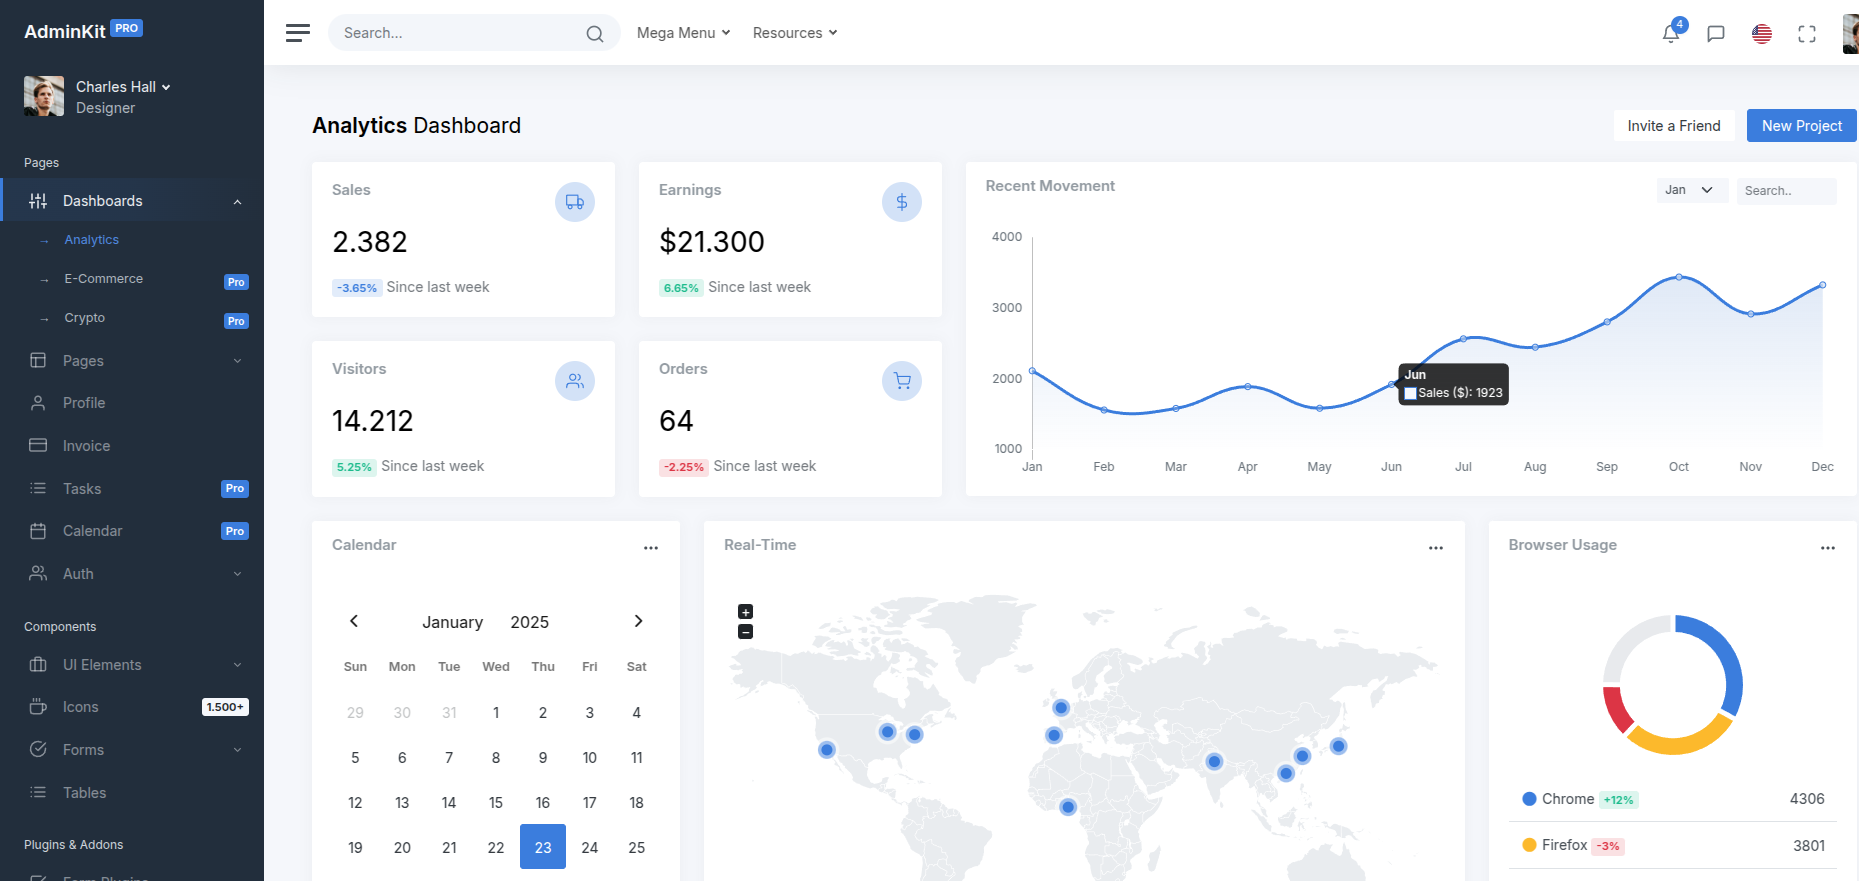 AdminKit PRO
Charles Hall
Designer
Pages
Dashboards
→ Analytics
→ E-Commerce Pro
→ Crypto Pro
Pages
Profile
Invoice
Tasks Pro
Calendar Pro
Auth
Components
UI Elements
Icons 1.500+
Forms
Tables
Plugins & Addons
Form Plugins
Search...
Mega Menu
Resources
4
Analytics Dashboard
Invite a Friend
New Project
Sales
2.382
-3.65% Since last week
Earnings
$21.300
6.65% Since last week
Visitors
14.212
5.25% Since last week
Orders
64
-2.25% Since last week
Recent Movement
Jan
Search..
4000
3000
2000
1000
Jun
Sales ($): 1923
Jan Feb Mar Apr May Jun Jul Aug Sep Oct Nov Dec
Calendar
January 2025
Sun Mon Tue Wed Thu Fri Sat
29 30 31 1 2 3 4
5 6 7 8 9 10 11
12 13 14 15 16 17 18
19 20 21 22 23 24 25
Real-Time
+
−
Browser Usage
Chrome +12% 4306
Firefox -3% 3801